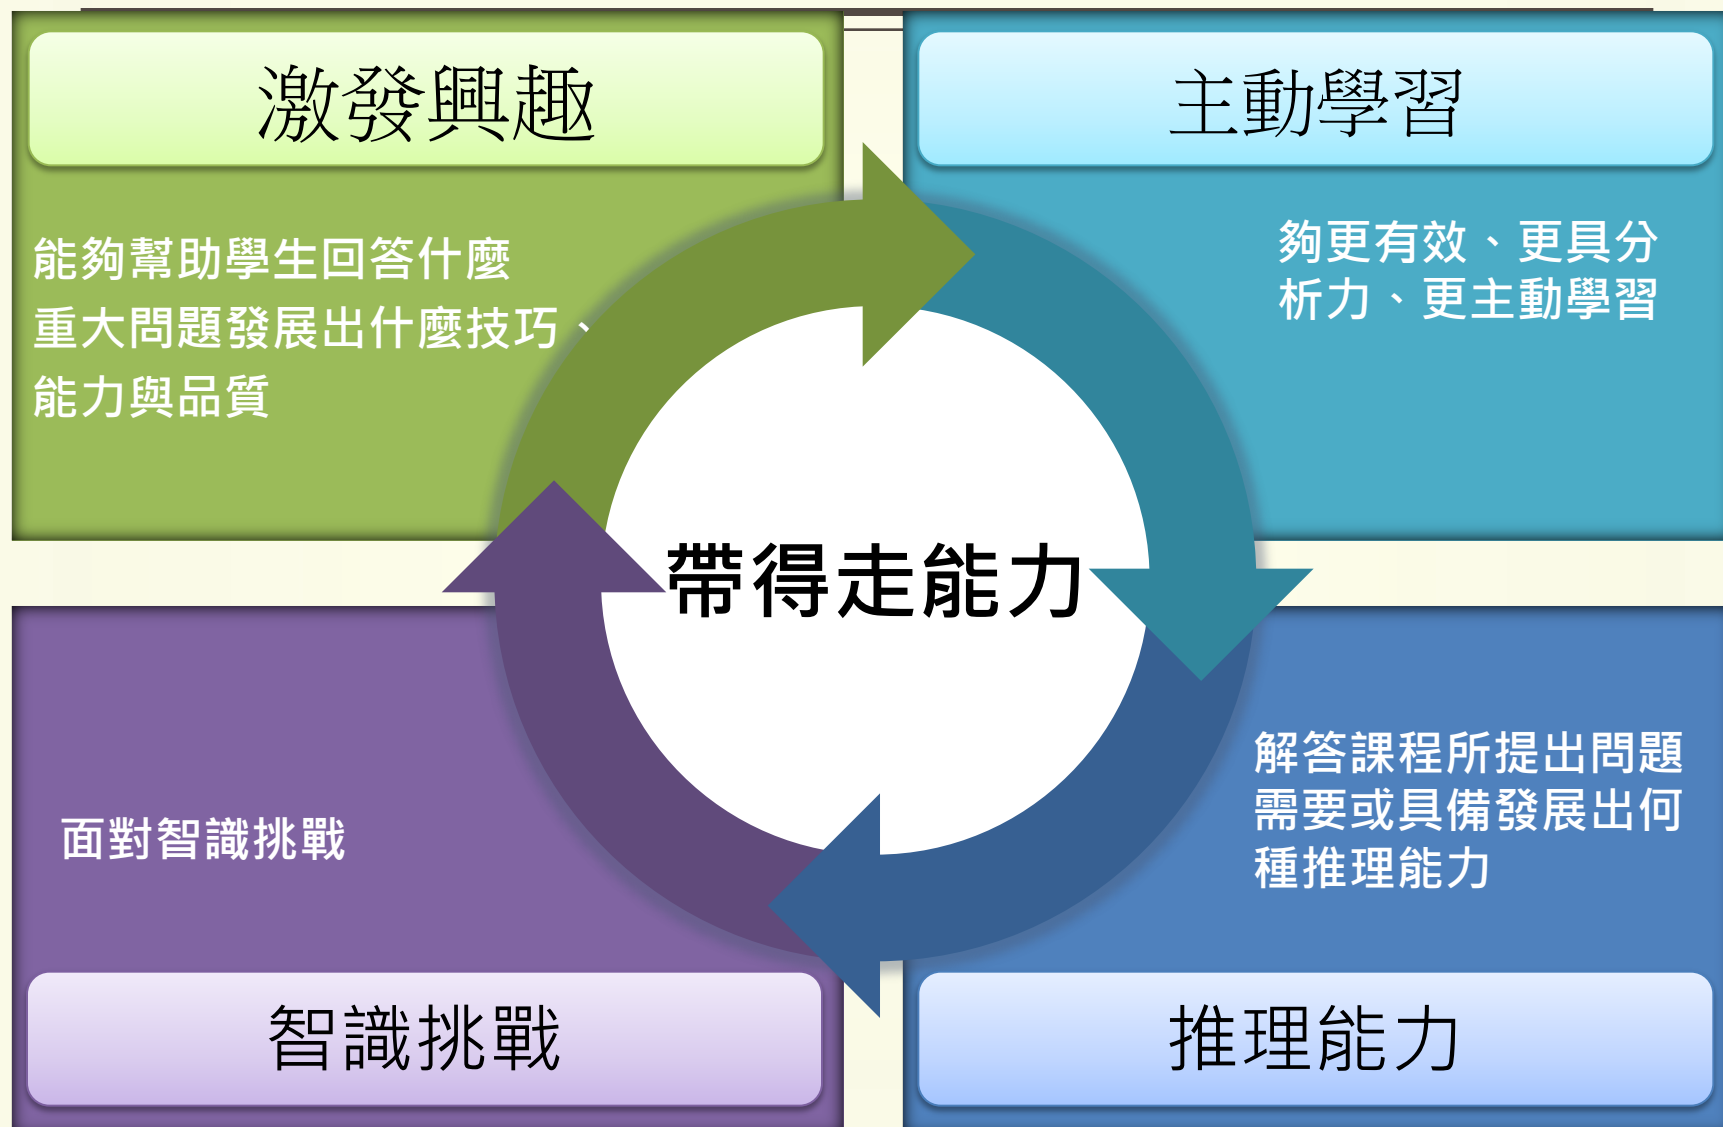 激發興趣
能夠幫助學生回答什麼
重大問題發展出什麼技巧、
能力與品質
主動學習
夠更有效、更具分
析力、更主動學習
帶得走能力
面對智識挑戰
智識挑戰
解答課程所提出問題
需要或具備發展出何
種推理能力
推理能力